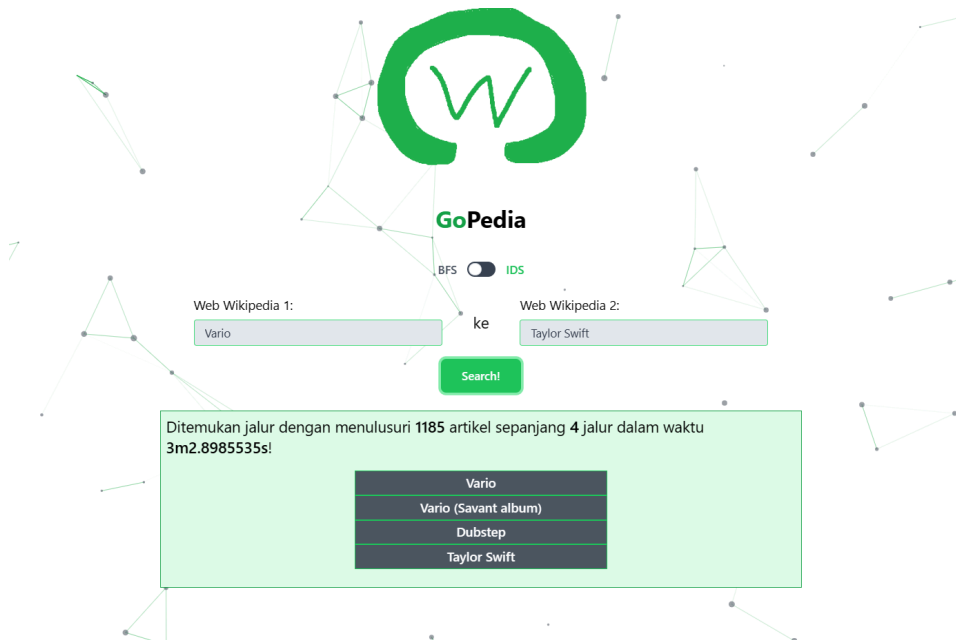 W
GoPedia
BFS IDS
Web Wikipedia 1:
Vario
ke
Web Wikipedia 2:
Taylor Swift
Search!
Ditemukan jalur dengan menulusuri 1185 artikel sepanjang 4 jalur dalam waktu
3m2.8985535s!
Vario
Vario (Savant album)
Dubstep
Taylor Swift